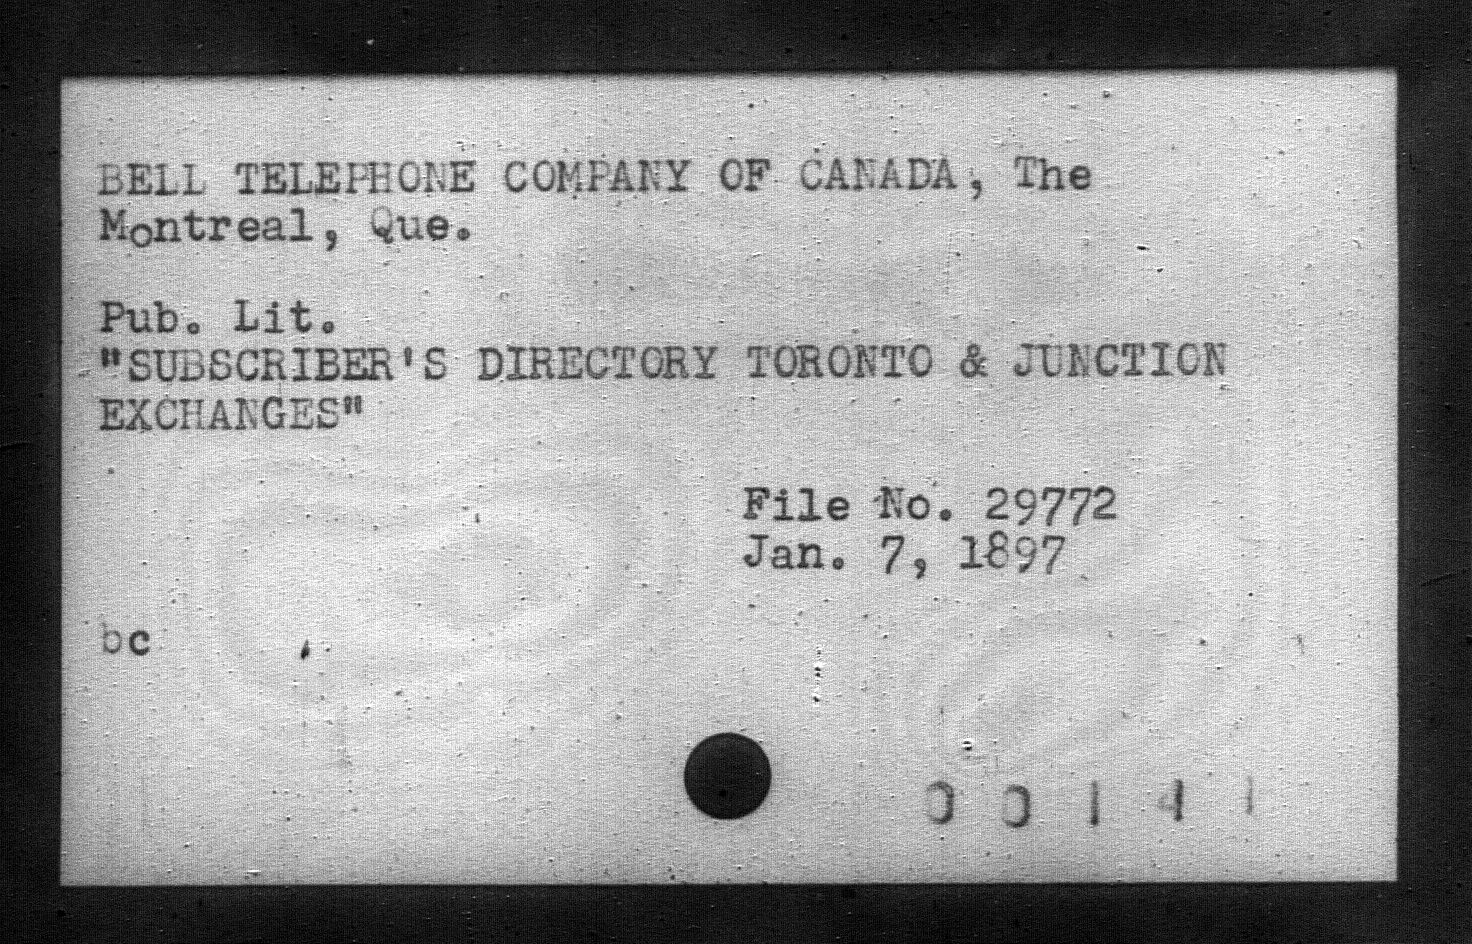 BELL TELEPHONE COMPANY OF CANADA, The
Montreal, Que.
Pub. Lit.
"SUBSCRIBER'S DIRECTORY TORONTO & JUNCTION
EXCHANGES"
File No. 29772
Jan. 7, 1897
bc
00141